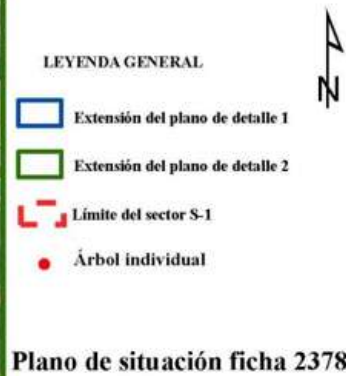 LEYENDA GENERAL
N
Extensión del plano de detalle 1
Extensión del plano de detalle 2
Límite del sector S-1
Árbol individual
Plano de situación ficha 2378